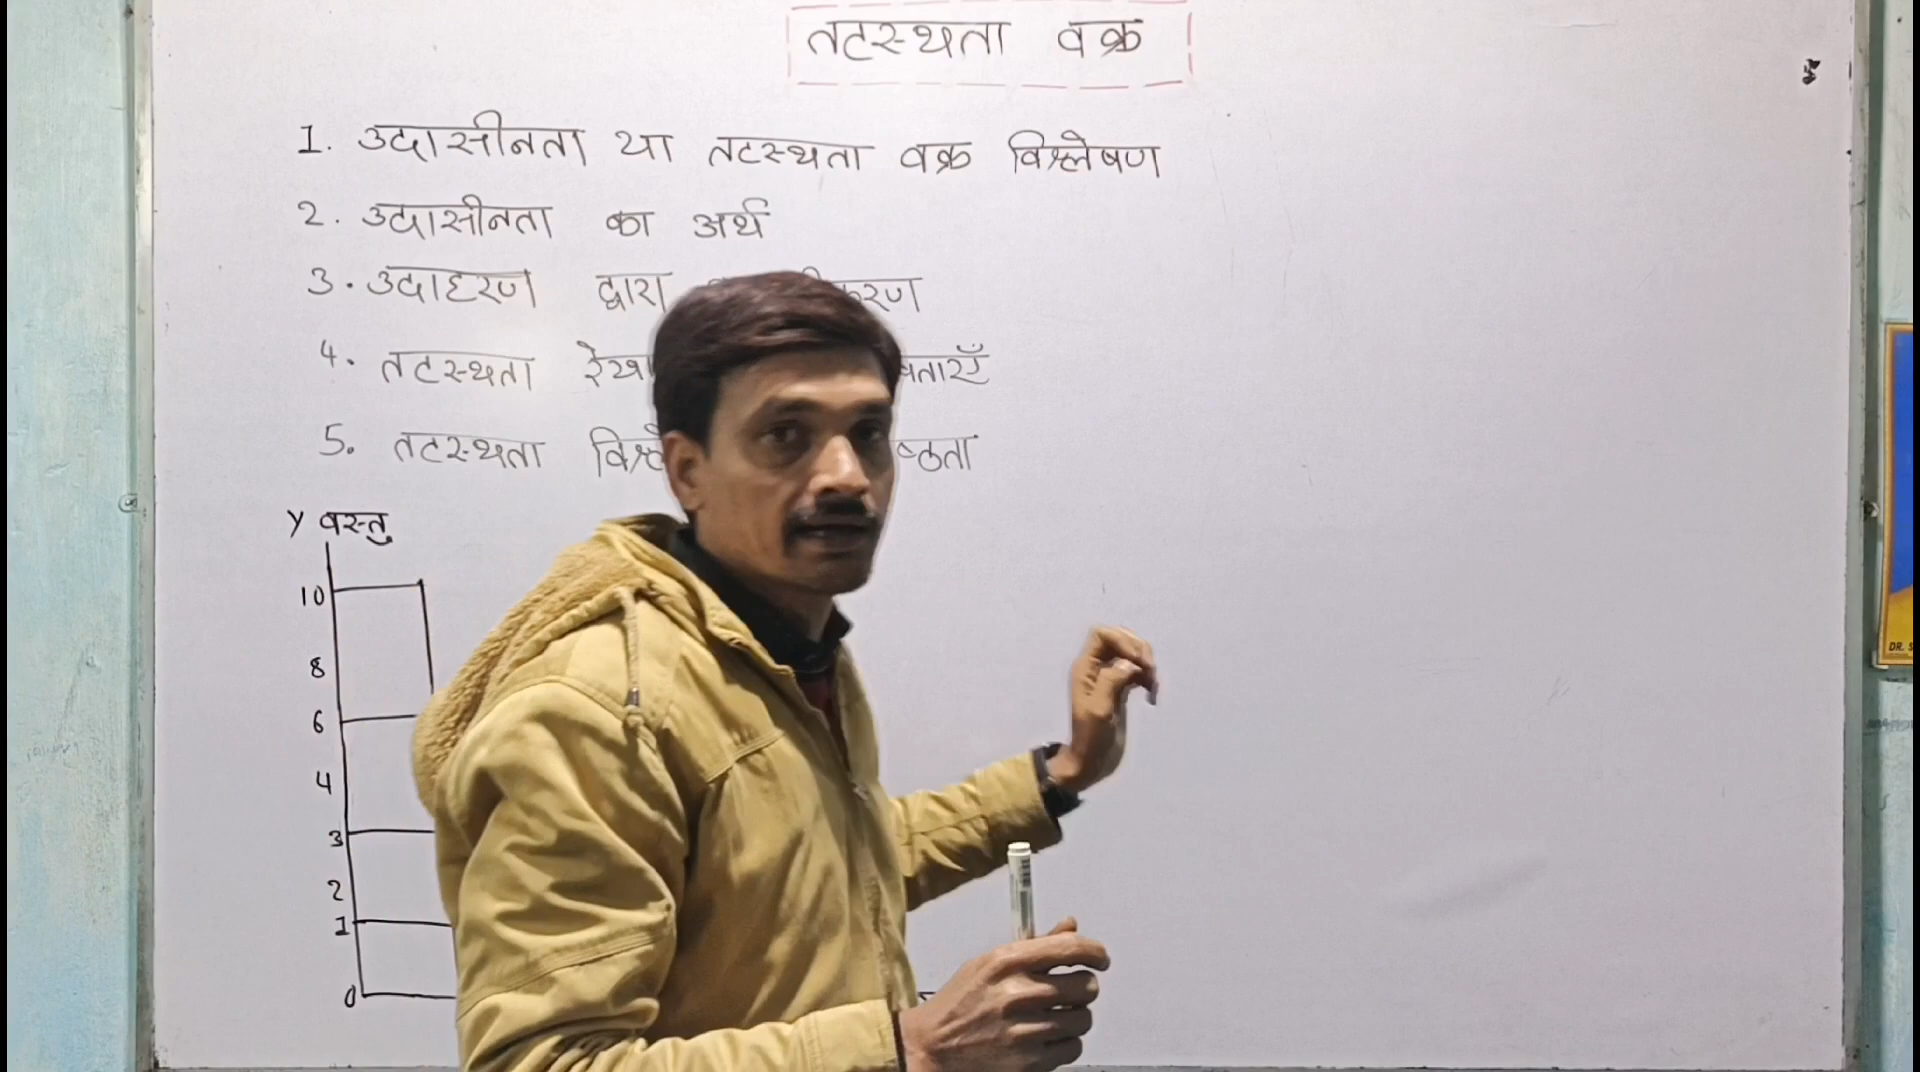 तटस्थता वक्र
1. उदासीनता या तटस्थता वक्र विश्लेषण
2. उदासीनता का अर्थ
3. उदाहरण द्वारा
4. तटस्थता रेखा
5. तटस्थता
Y वस्तु
10
8
6
4
3
2
1
0
DR.